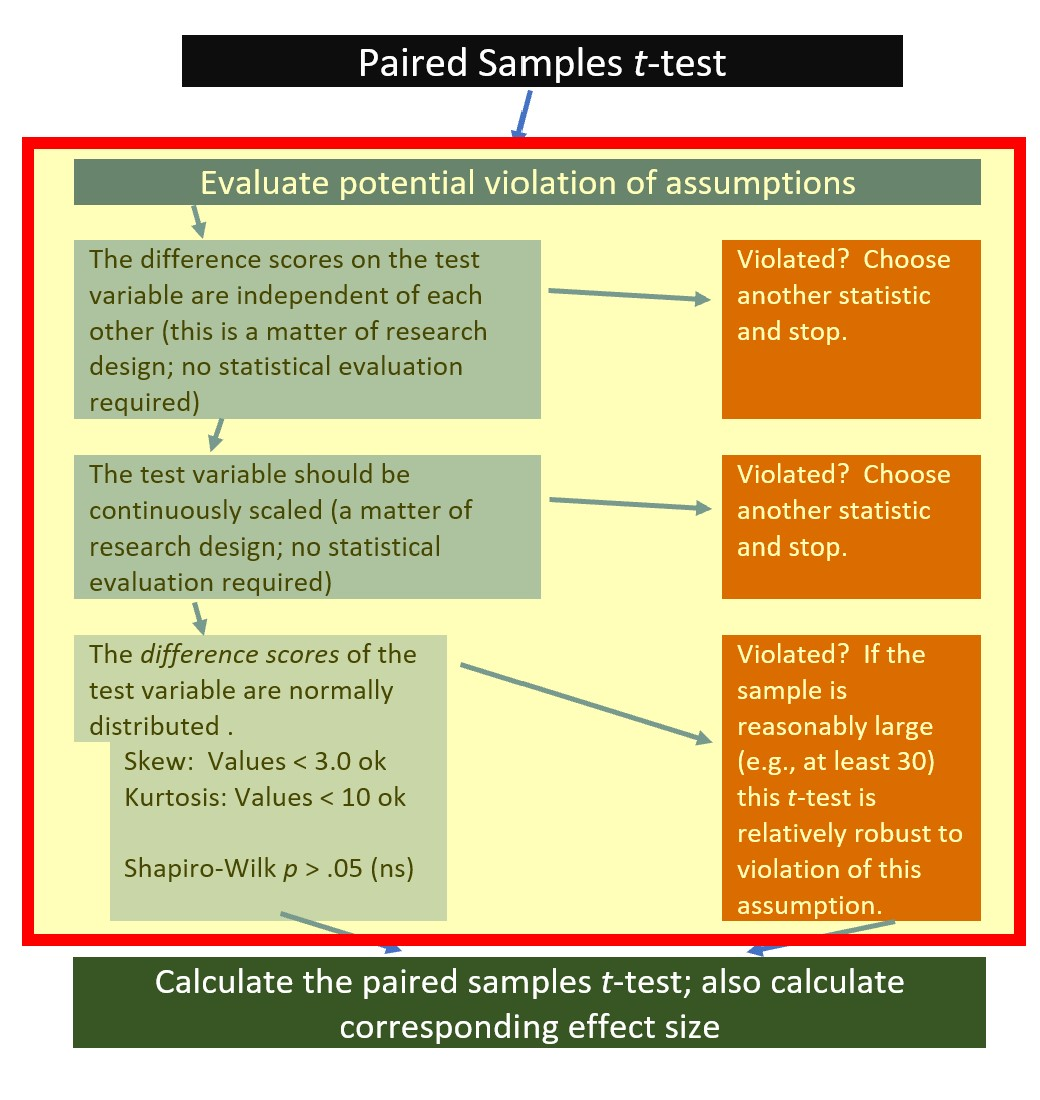 Paired Samples t-test
Evaluate potential violation of assumptions
The difference scores on the test
variable are independent of each
other (this is a matter of research
design; no statistical evaluation
required)
Violated?  Choose
another statistic
and stop.
The test variable should be
continuously scaled (a matter of
research design; no statistical
evaluation required)
Violated?  Choose
another statistic
and stop.
The difference scores of the
test variable are normally
distributed .
Skew:  Values < 3.0 ok
Kurtosis: Values < 10 ok
Shapiro-Wilk p > .05 (ns)
Violated?  If the
sample is
reasonably large
(e.g., at least 30)
this t-test is
relatively robust to
violation of this
assumption.
Calculate the paired samples t-test; also calculate
corresponding effect size